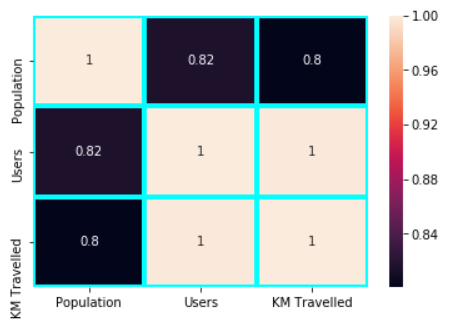 Population 1 0.82 0.8
Users 0.82 1 1
KM Travelled 0.8 1 1
Population Users KM Travelled
1.00
0.96
0.92
0.88
0.84